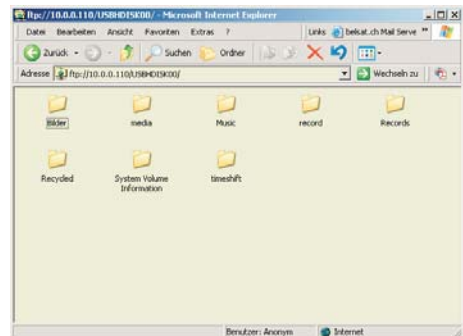 ftp://10.0.0.110/USBHDISK00/ - Microsoft Internet Explorer
Datei Bearbeiten Ansicht Favoriten Extras ? Links belsat.ch Mail Serve »
Zurück Suchen Ordner
Adresse ftp://10.0.0.110/USBHDISK00/ Wechseln zu
Bilder media Music record Records
Recycled System Volume Information timeshift
Benutzer: Anonym Internet